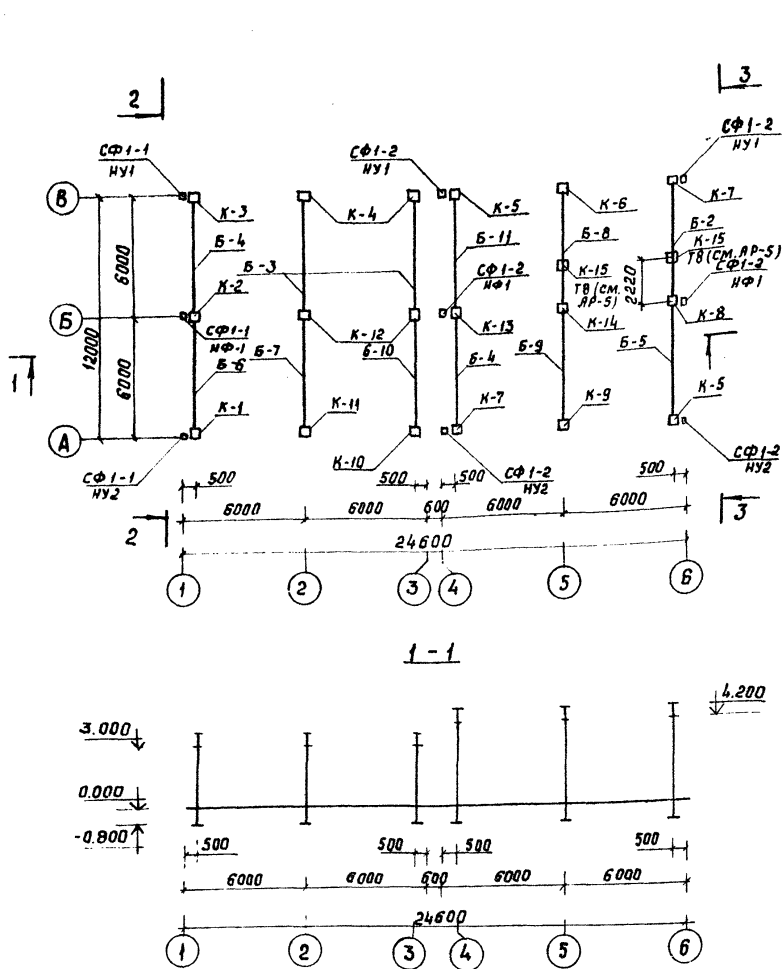 2
3
СФ1-1
НУ1
СФ1-2
НУ1
СФ1-2
НУ1
В
К-3
К-4
К-5
К-6
К-7
Б-4
Б-3
Б-11
Б-8
Б-2
К-15
Т8 (СМ. АР-5)
6000
К-2
СФ1-2
НФ1
К-15
Т8 (СМ.
АР-5)
2220
СФ1-2
НФ1
Б
12000
СФ1-1
НФ-1
К-12
К-13
К-14
К-8
1
6000
Б-6
Б-7
Б-10
Б-4
Б-9
Б-5
К-1
К-11
К-7
К-9
К-5
А
СФ1-1
НУ2
К-10
СФ1-2
НУ2
СФ1-2
НУ2
500
500
500
500
2
6000
6000
600
6000
6000
3
24600
1
2
3
4
5
6
1-1
3.000
4.200
0.000
-0.800
500
500
500
500
6000
6000
600
6000
6000
24600
1
2
3
4
5
6